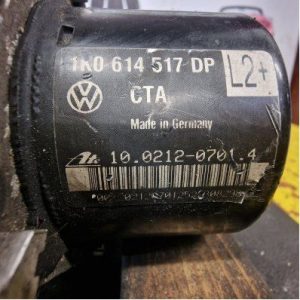 1K0 614 517 DP
L2+
CTA
Made in Germany
10.0212-0701.4